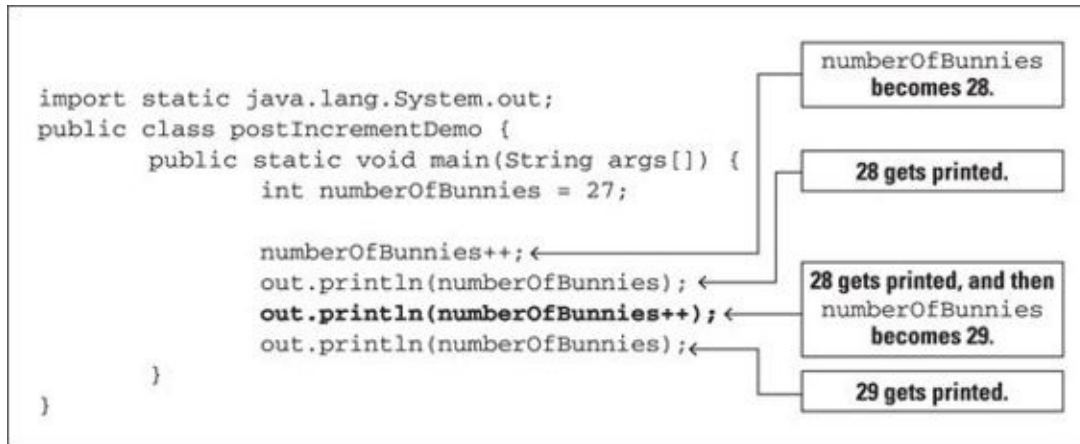 import static java.lang.System.out;
public class postIncrementDemo {
public static void main(String args[]) {
int numberOfBunnies = 27;
numberOfBunnies++;
out.println(numberOfBunnies);
out.println(numberOfBunnies++);
out.println(numberOfBunnies);
}
}
numberOfBunnies
becomes 28.
28 gets printed.
28 gets printed, and then
numberOfBunnies
becomes 29.
29 gets printed.